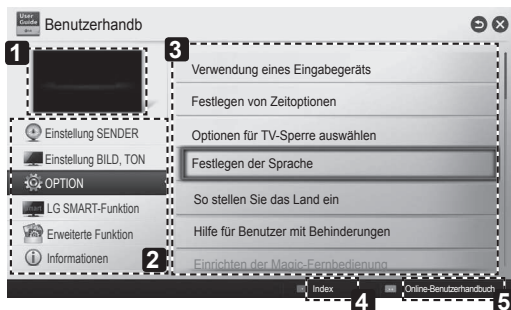 User
Guide
Benutzerhandb
1
3
Verwendung eines Eingabegeräts
Festlegen von Zeitoptionen
Einstellung SENDER
Optionen für TV-Sperre auswählen
Einstellung BILD, TON
Festlegen der Sprache
OPTION
LG SMART-Funktion
So stellen Sie das Land ein
Erweiterte Funktion
Hilfe für Benutzer mit Behinderungen
Informationen
2
Einrichten der Magic-Fernbedienung
Index
Online-Benutzerhandbuch
4
5